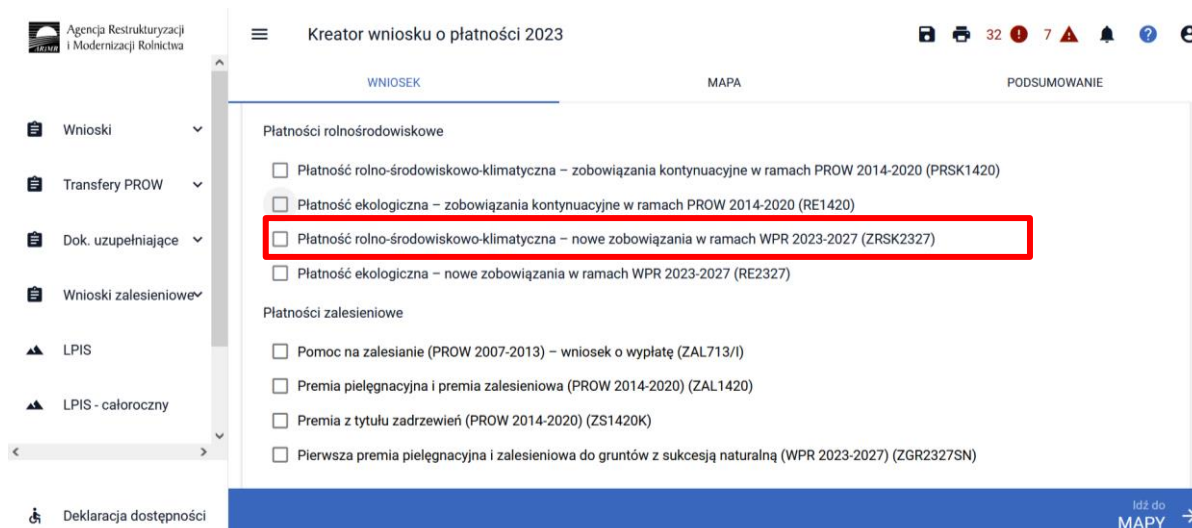 Agencja Restrukturyzacji
i Modernizacji Rolnictwa
ARiMR
Kreator wniosku o płatności 2023
32
7
WNIOSEK
MAPA
PODSUMOWANIE
Wnioski
Transfery PROW
Dok. uzupełniające
Wnioski zalesieniowe
LPIS
LPIS - całoroczny
Deklaracja dostępności
Płatności rolnośrodowiskowe
Płatność rolno-środowiskowo-klimatyczna – zobowiązania kontynuacyjne w ramach PROW 2014-2020 (PRSK1420)
Płatność ekologiczna – zobowiązania kontynuacyjne w ramach PROW 2014-2020 (RE1420)
Płatność rolno-środowiskowo-klimatyczna – nowe zobowiązania w ramach WPR 2023-2027 (ZRSK2327)
Płatność ekologiczna – nowe zobowiązania w ramach WPR 2023-2027 (RE2327)
Płatności zalesieniowe
Pomoc na zalesianie (PROW 2007-2013) – wniosek o wypłatę (ZAL713/I)
Premia pielęgnacyjna i premia zalesieniowa (PROW 2014-2020) (ZAL1420)
Premia z tytułu zadrzewień (PROW 2014-2020) (ZS1420K)
Pierwsza premia pielęgnacyjna i zalesieniowa do gruntów z sukcesją naturalną (WPR 2023-2027) (ZGR2327SN)
Idź do
MAPY